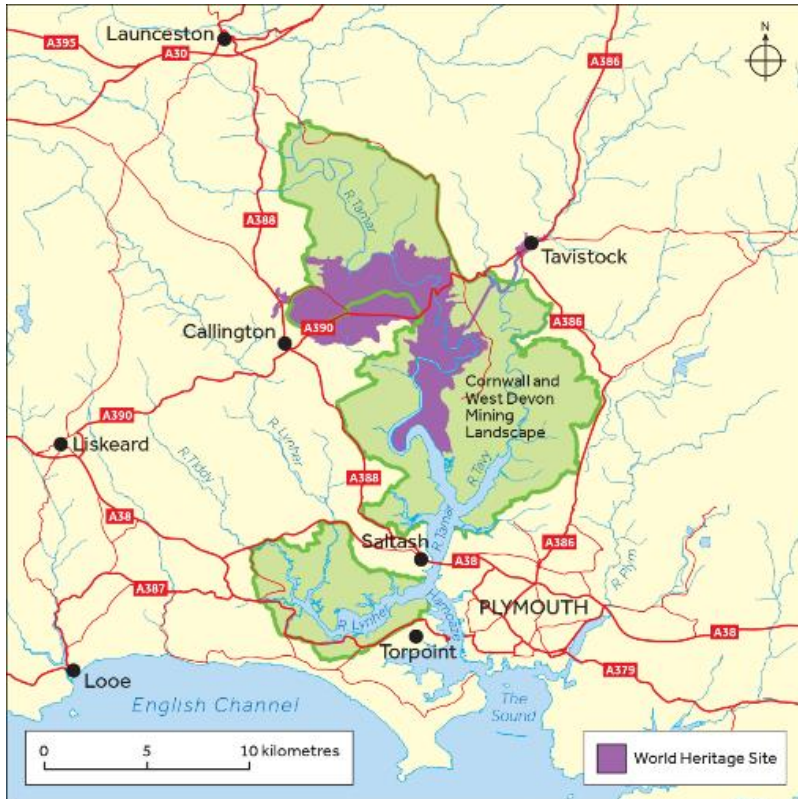 Launceston
A395
A30
A386
N
R.Tamar
A388
Tavistock
Callington
A390
A386
Cornwall and
West Devon
Mining
Landscape
A390
Liskeard
R.Lynher
R.Tiddy
A388
R.Tavy
A38
R.Tamar
Saltash
A38
A386
R.Plym
A387
PLYMOUTH
Hamoaze
R. Lynher
Torpoint
A38
A379
Looe
English Channel
The
Sound
0 5 10 kilometres
World Heritage Site